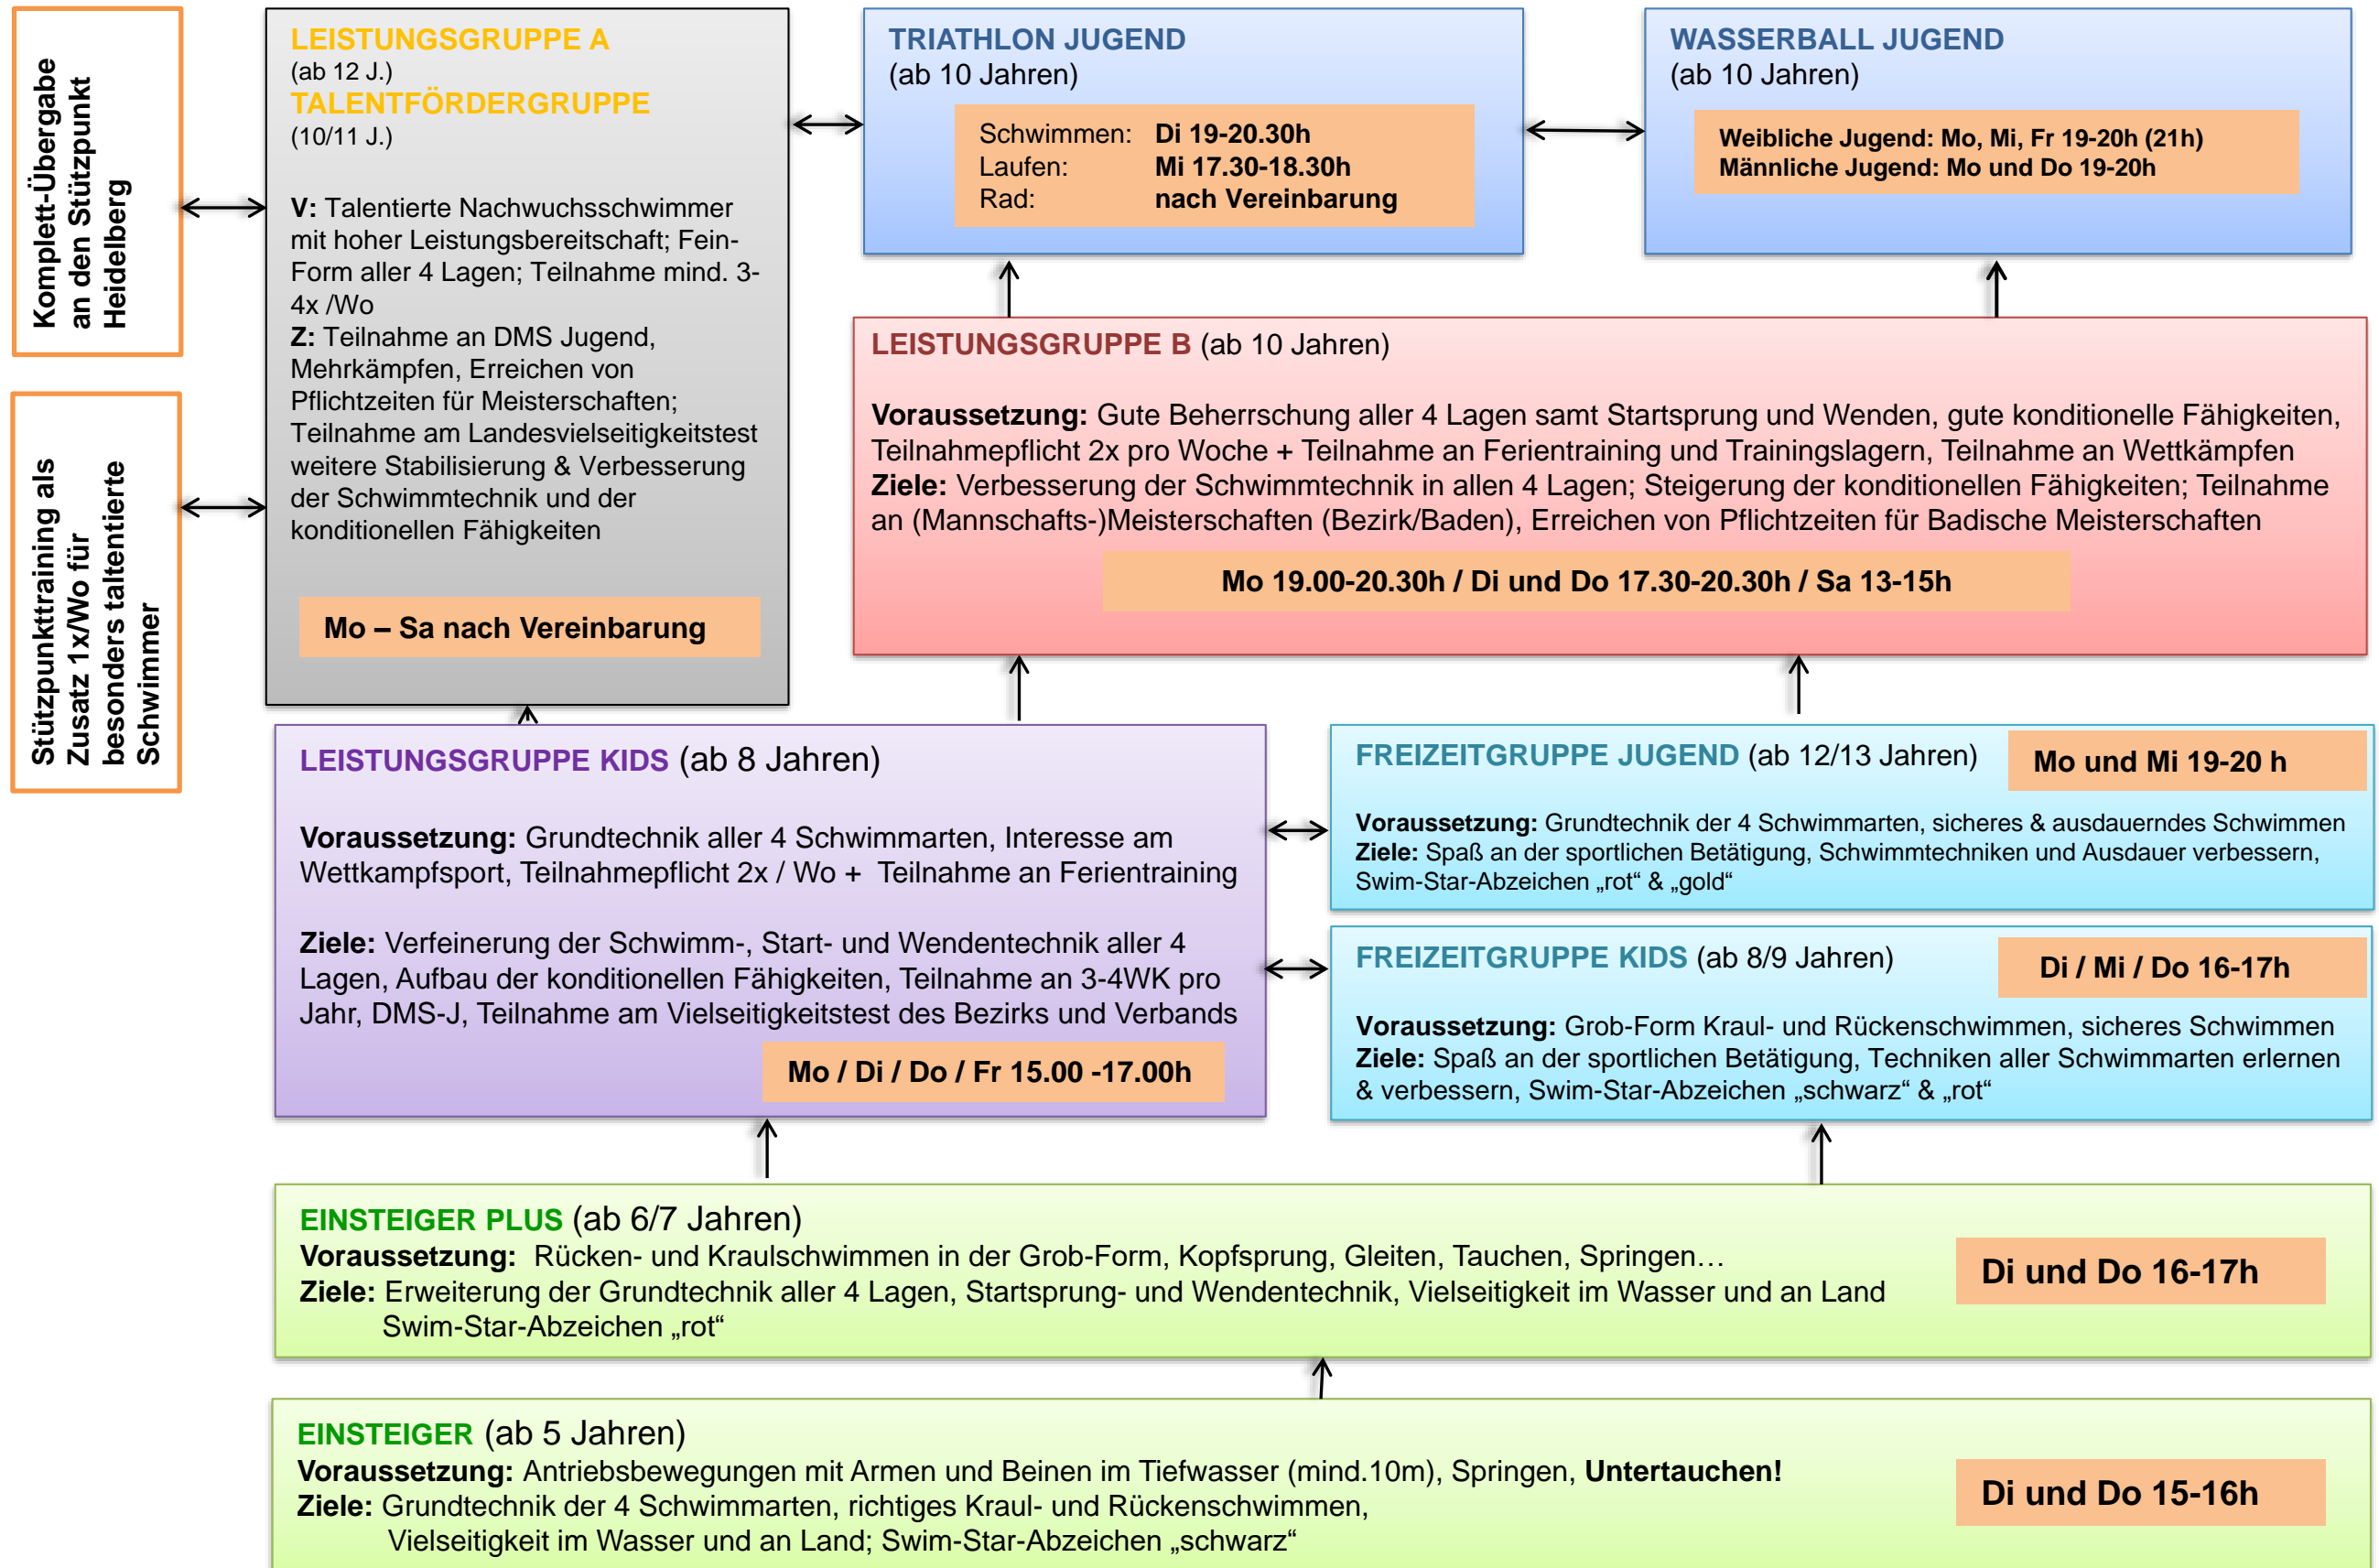 Komplett-Übergabe
an den Stützpunkt
Heidelberg
Stützpunkttraining als
Zusatz 1x/Wo für
besonders taltentierte
Schwimmer
LEISTUNGSGRUPPE A
(ab 12 J.)
TALENTFÖRDERGRUPPE
(10/11 J.)
V: Talentierte Nachwuchsschwimmer
mit hoher Leistungsbereitschaft; Fein-
Form aller 4 Lagen; Teilnahme mind. 3-
4x /Wo
Z: Teilnahme an DMS Jugend,
Mehrkämpfen, Erreichen von
Pflichtzeiten für Meisterschaften;
Teilnahme am Landesvielseitigkeitstest
weitere Stabilisierung & Verbesserung
der Schwimmtechnik und der
konditionellen Fähigkeiten
Mo – Sa nach Vereinbarung
TRIATHLON JUGEND
(ab 10 Jahren)
Schwimmen: Di 19-20.30h
Laufen: Mi 17.30-18.30h
Rad: nach Vereinbarung
WASSERBALL JUGEND
(ab 10 Jahren)
Weibliche Jugend: Mo, Mi, Fr 19-20h (21h)
Männliche Jugend: Mo und Do 19-20h
LEISTUNGSGRUPPE B (ab 10 Jahren)
Voraussetzung: Gute Beherrschung aller 4 Lagen samt Startsprung und Wenden, gute konditionelle Fähigkeiten,
Teilnahmepflicht 2x pro Woche + Teilnahme an Ferientraining und Trainingslagern, Teilnahme an Wettkämpfen
Ziele: Verbesserung der Schwimmtechnik in allen 4 Lagen; Steigerung der konditionellen Fähigkeiten; Teilnahme
an (Mannschafts-)Meisterschaften (Bezirk/Baden), Erreichen von Pflichtzeiten für Badische Meisterschaften
Mo 19.00-20.30h / Di und Do 17.30-20.30h / Sa 13-15h
LEISTUNGSGRUPPE KIDS (ab 8 Jahren)
Voraussetzung: Grundtechnik aller 4 Schwimmarten, Interesse am
Wettkampfsport, Teilnahmepflicht 2x / Wo + Teilnahme an Ferientraining
Ziele: Verfeinerung der Schwimm-, Start- und Wendentechnik aller 4
Lagen, Aufbau der konditionellen Fähigkeiten, Teilnahme an 3-4WK pro
Jahr, DMS-J, Teilnahme am Vielseitigkeitstest des Bezirks und Verbands
Mo / Di / Do / Fr 15.00 -17.00h
FREIZEITGRUPPE JUGEND (ab 12/13 Jahren)
Mo und Mi 19-20 h
Voraussetzung: Grundtechnik der 4 Schwimmarten, sicheres & ausdauerndes Schwimmen
Ziele: Spaß an der sportlichen Betätigung, Schwimmtechniken und Ausdauer verbessern,
Swim-Star-Abzeichen „rot“ & „gold“
FREIZEITGRUPPE KIDS (ab 8/9 Jahren)
Di / Mi / Do 16-17h
Voraussetzung: Grob-Form Kraul- und Rückenschwimmen, sicheres Schwimmen
Ziele: Spaß an der sportlichen Betätigung, Techniken aller Schwimmarten erlernen
& verbessern, Swim-Star-Abzeichen „schwarz“ & „rot“
EINSTEIGER PLUS (ab 6/7 Jahren)
Voraussetzung: Rücken- und Kraulschwimmen in der Grob-Form, Kopfsprung, Gleiten, Tauchen, Springen…
Ziele: Erweiterung der Grundtechnik aller 4 Lagen, Startsprung- und Wendentechnik, Vielseitigkeit im Wasser und an Land
Swim-Star-Abzeichen „rot“
Di und Do 16-17h
EINSTEIGER (ab 5 Jahren)
Voraussetzung: Antriebsbewegungen mit Armen und Beinen im Tiefwasser (mind.10m), Springen, Untertauchen!
Ziele: Grundtechnik der 4 Schwimmarten, richtiges Kraul- und Rückenschwimmen,
Vielseitigkeit im Wasser und an Land; Swim-Star-Abzeichen „schwarz“
Di und Do 15-16h